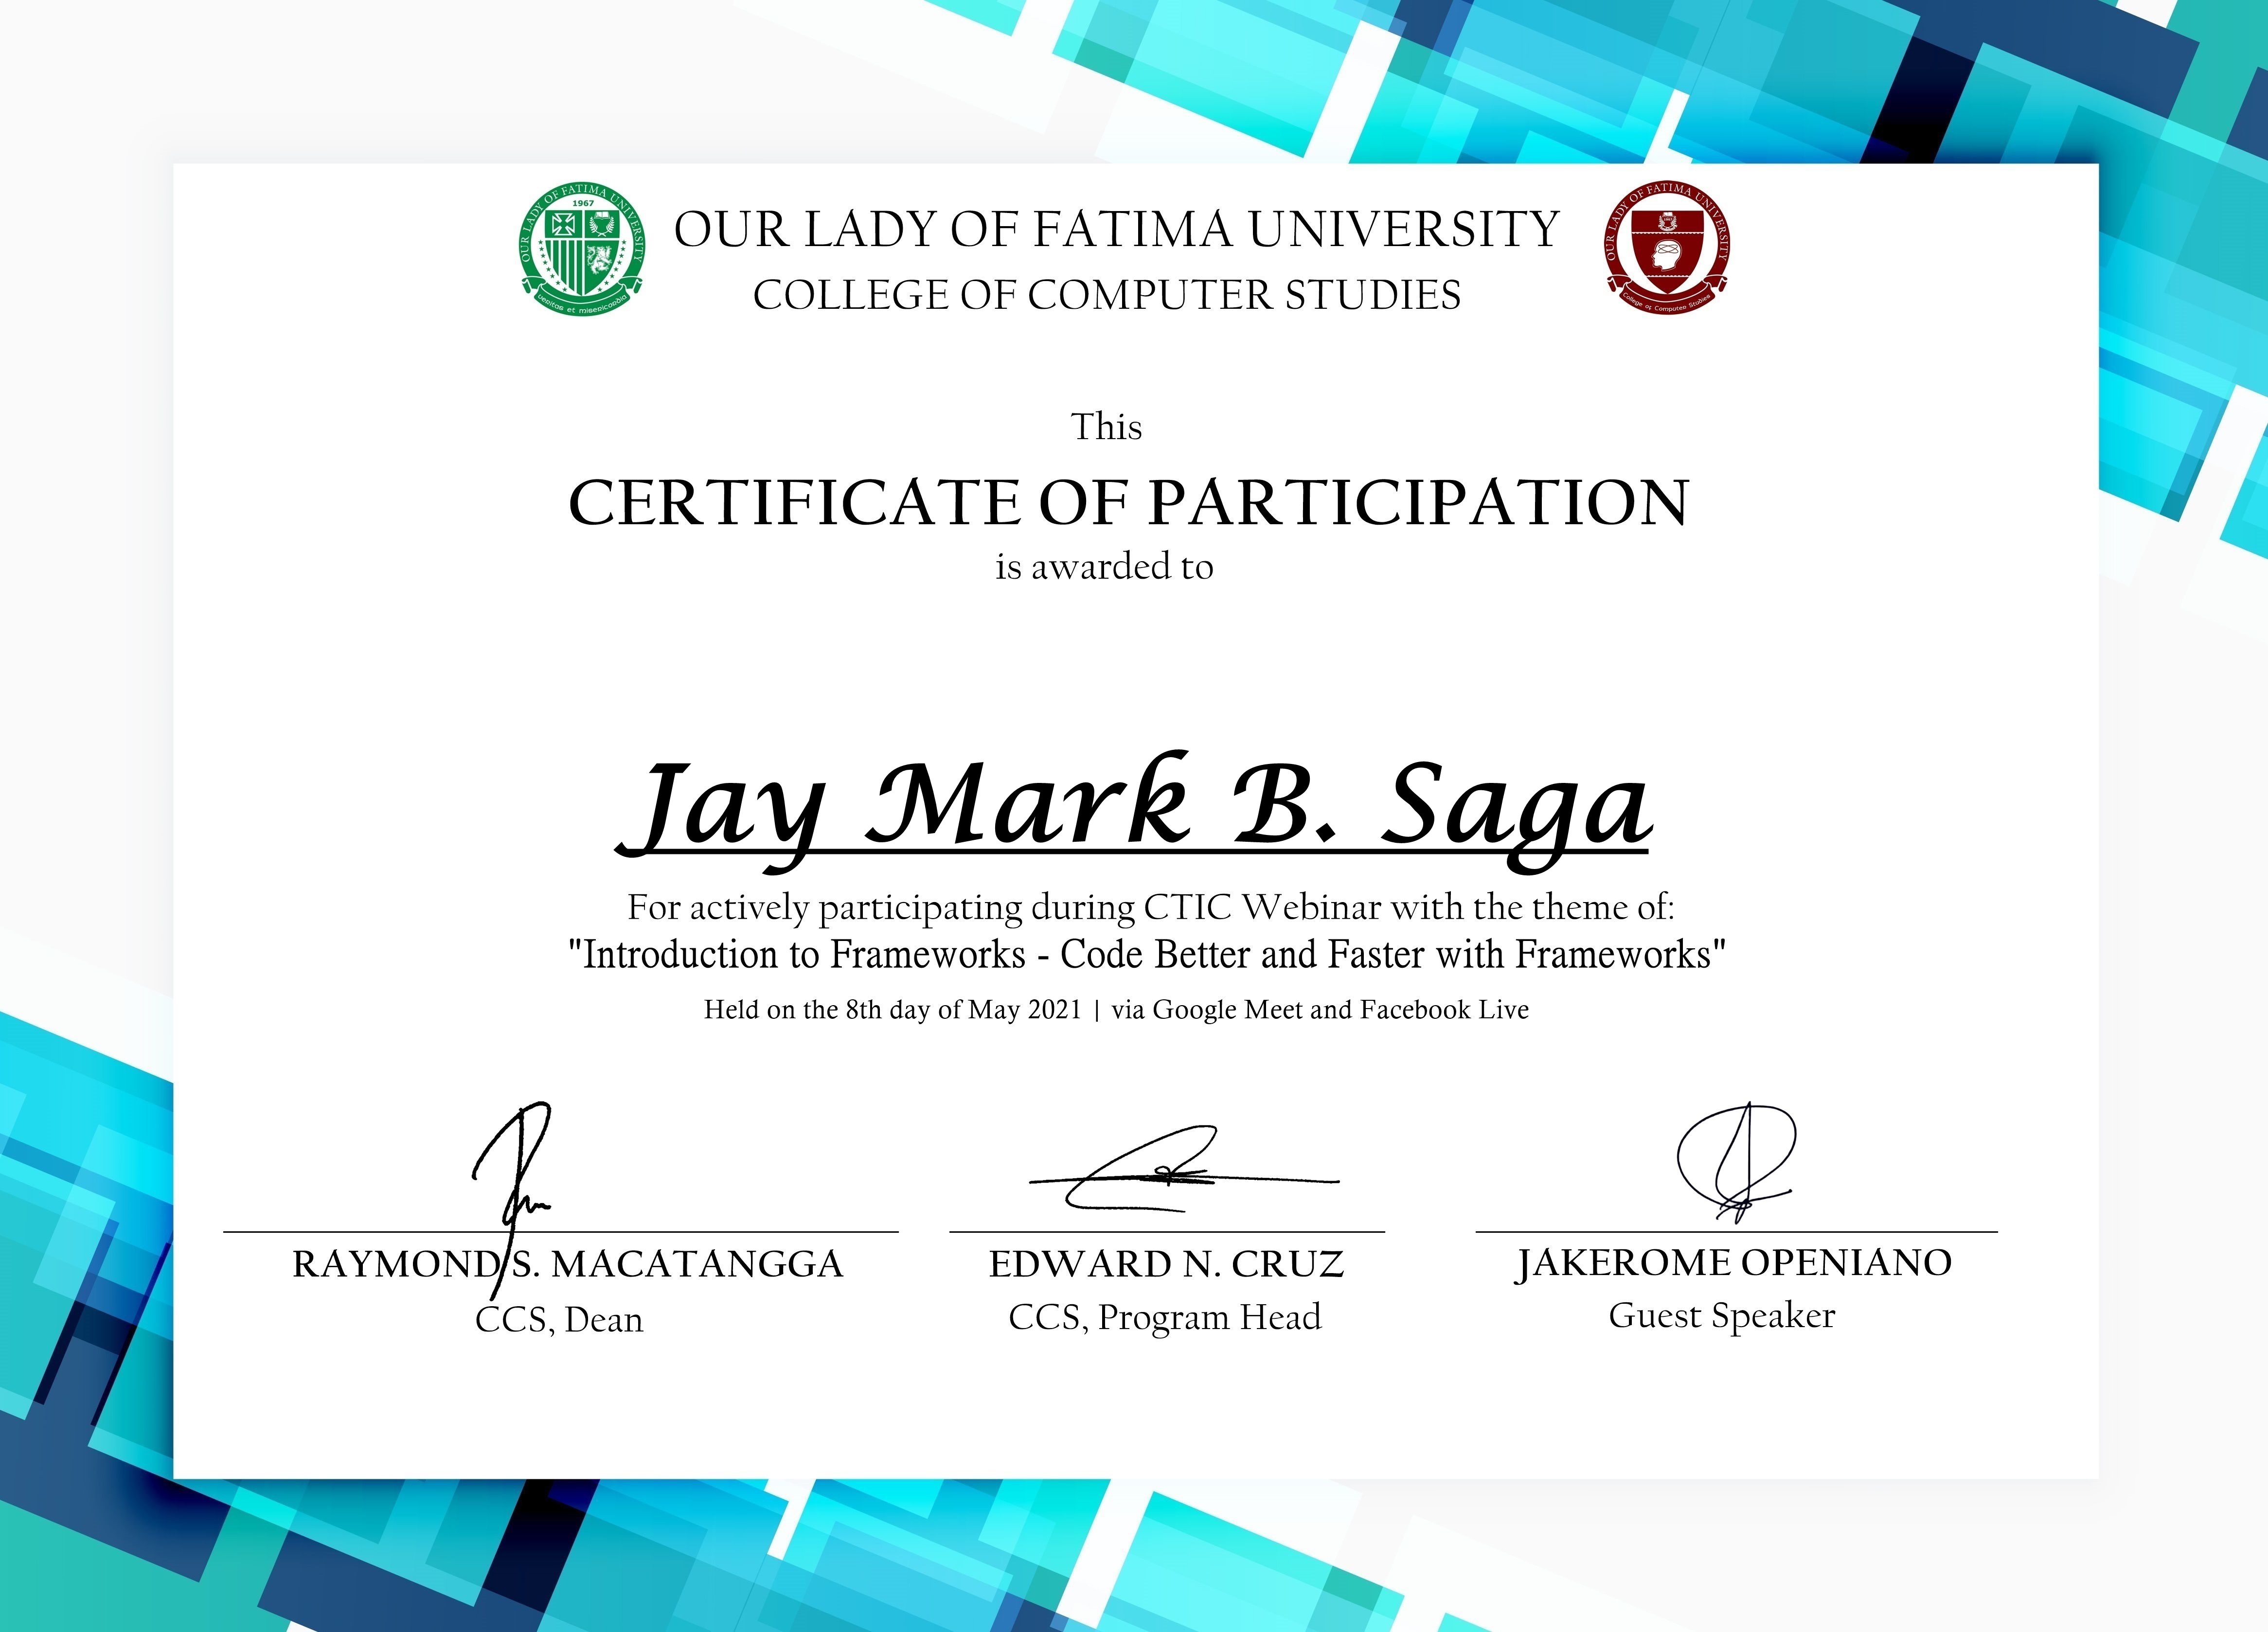 OUR LADY OF FATIMA UNIVERSITY
1967
Veritas et misericordia
OUR LADY OF FATIMA UNIVERSITY
COLLEGE OF COMPUTER STUDIES
OUR LADY OF FATIMA UNIVERSITY
College of Computer Studies
This
CERTIFICATE OF PARTICIPATION
is awarded to
Jay Mark B. Saga
For actively participating during CTIC Webinar with the theme of:
"Introduction to Frameworks - Code Better and Faster with Frameworks"
Held on the 8th day of May 2021 | via Google Meet and Facebook Live
RAYMOND S. MACATANGGA
CCS, Dean
EDWARD N. CRUZ
CCS, Program Head
JAKEROME OPENIANO
Guest Speaker